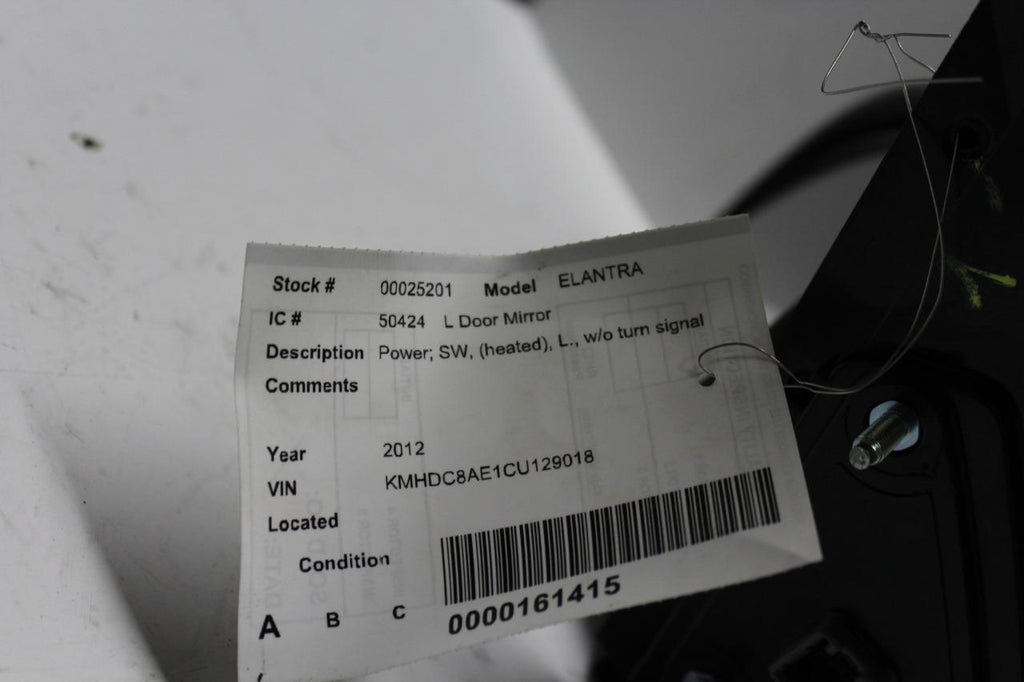 Stock # 00025201 Model ELANTRA
IC # 50424 L Door Mirror
Description Power; SW, (heated), L., w/o turn signal
Comments
Year 2012
VIN KMHDC8AE1CU129018
Located
Condition
A B C
0000161415